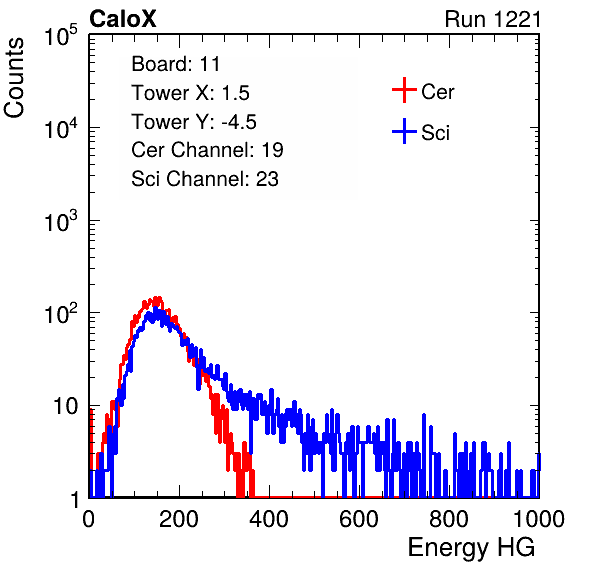 CaloX Run 1221
Counts
10^5
10^4
10^3
10^2
10
1
Board: 11
Tower X: 1.5
Tower Y: -4.5
Cer Channel: 19
Sci Channel: 23
Cer
Sci
0 200 400 600 800 1000
Energy HG